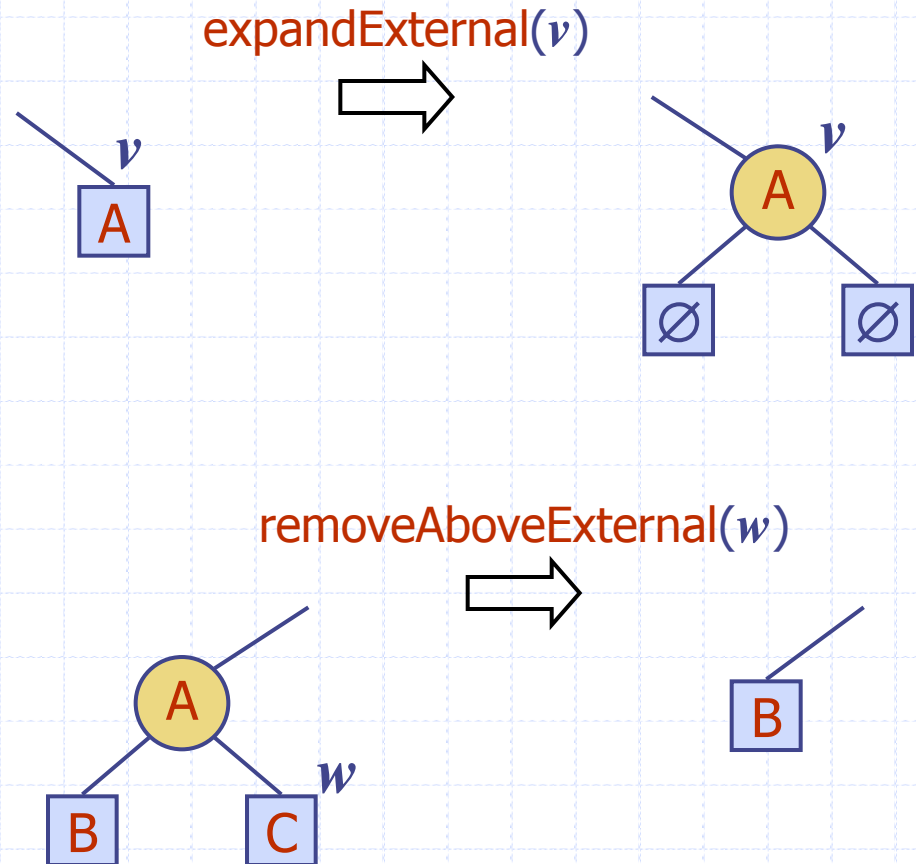 expandExternal(v)
v
A
v
A
∅ ∅
removeAboveExternal(w)
A
B
w
B C